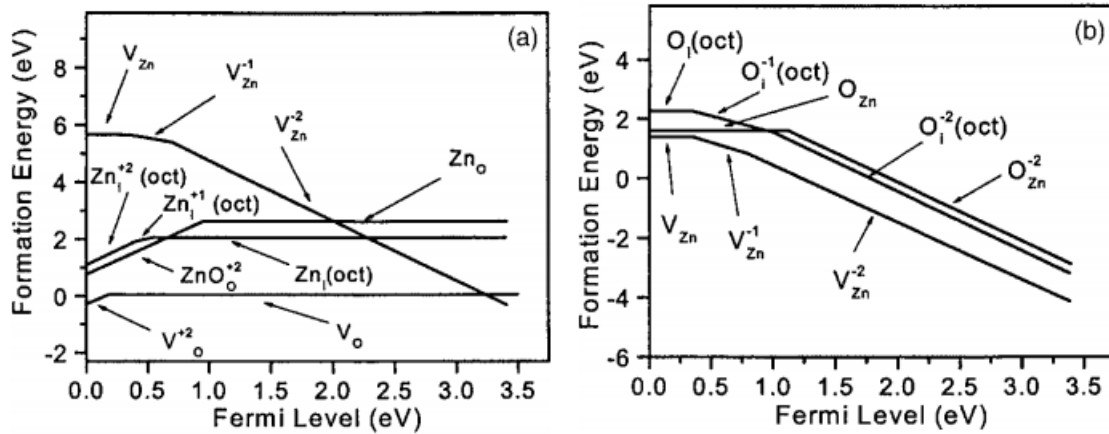 (a)
Formation Energy (eV)
8
6
4
2
0
-2
V_Zn
V_Zn^-1
V_Zn^-2
Zn_O
Zn_i^+2 (oct)
Zn_i^+1 (oct)
ZnO_O^+2
Zn_i(oct)
V_O^+2
V_O
0.0 0.5 1.0 1.5 2.0 2.5 3.0 3.5
Fermi Level (eV)
(b)
Formation Energy (eV)
4
2
0
-2
-4
-6
O_i(oct)
O_i^-1(oct)
O_Zn
O_i^-2(oct)
O_Zn^-2
V_Zn
V_Zn^-1
V_Zn^-2
0.0 0.5 1.0 1.5 2.0 2.5 3.0 3.5
Fermi Level (eV)